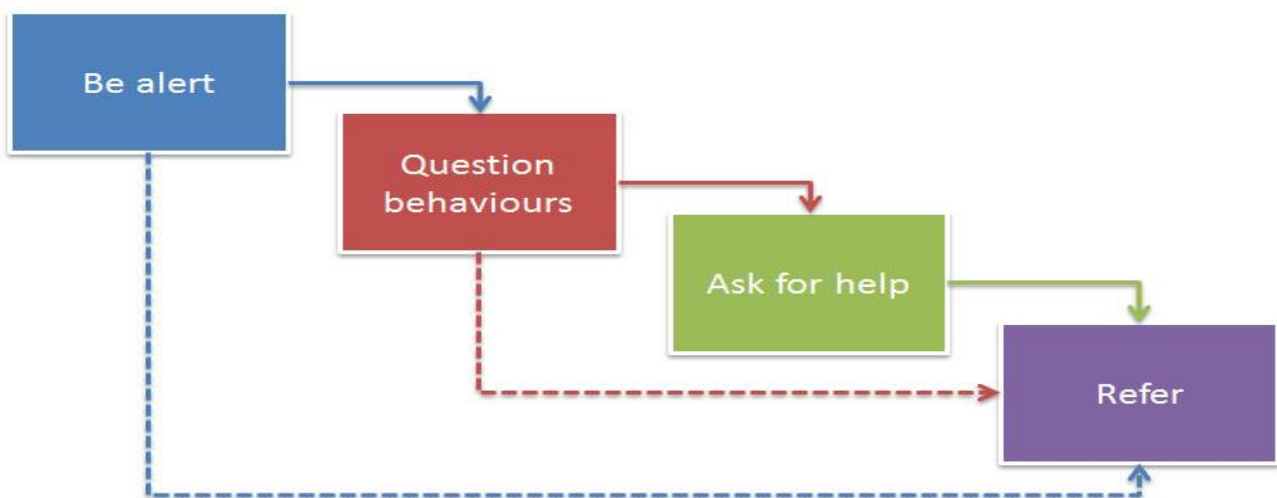 Be alert
Question
behaviours
Ask for help
Refer